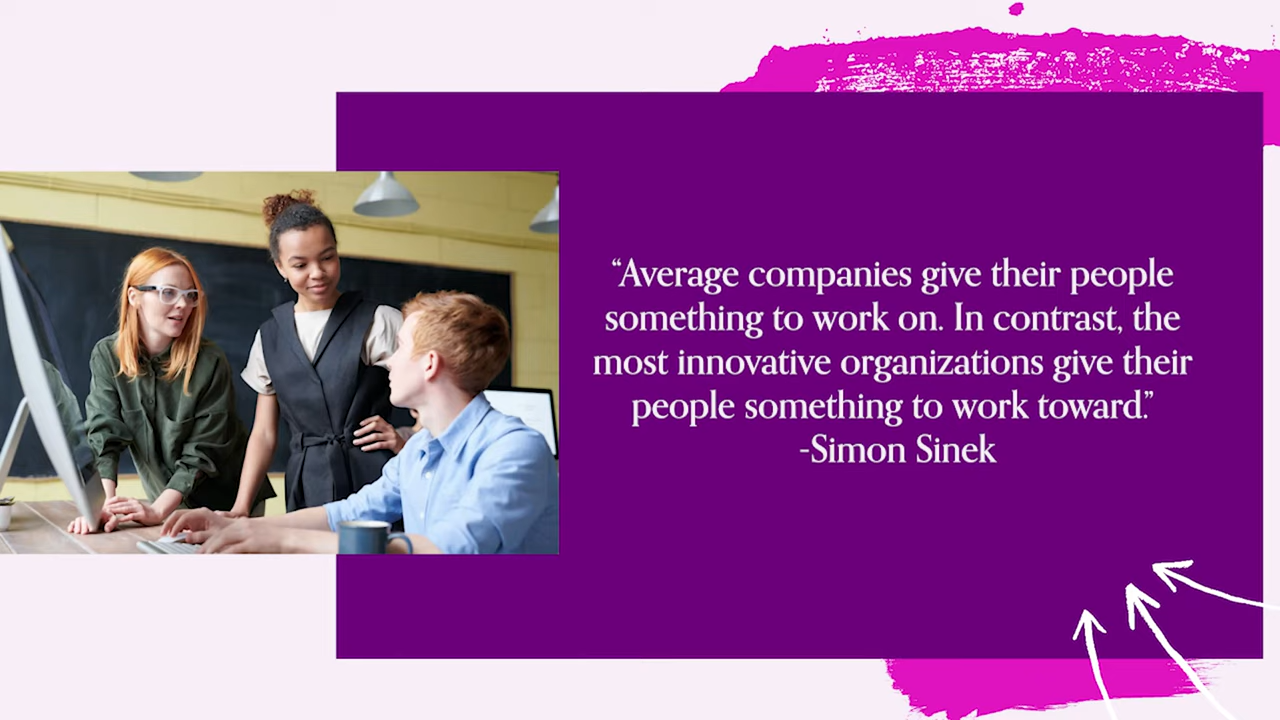 “Average companies give their people
something to work on. In contrast, the
most innovative organizations give their
people something to work toward.”
-Simon Sinek